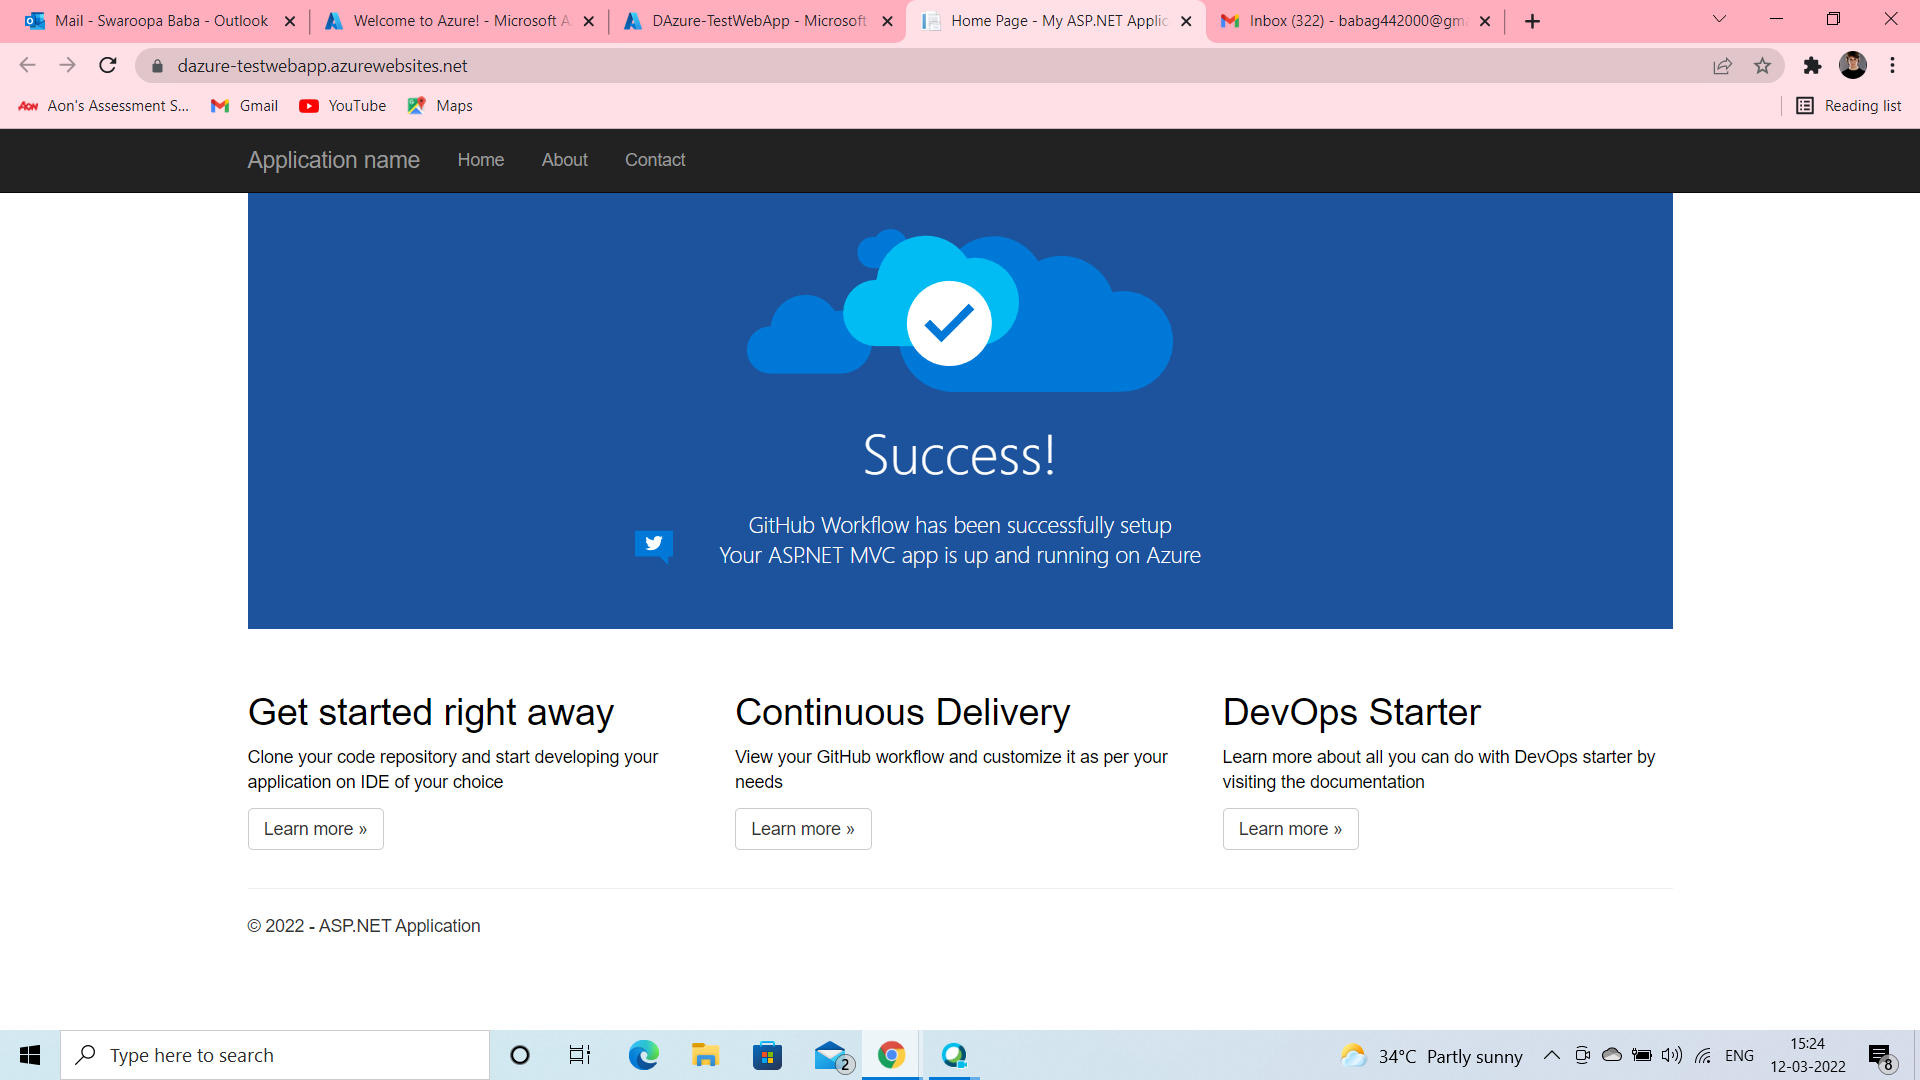 Mail - Swaroopa Baba - Outlook
Welcome to Azure! - Microsoft A
DAzure-TestWebApp - Microsoft
Home Page - My ASP.NET Applic
Inbox (322) - babag442000@gm
dazure-testwebapp.azurewebsites.net
Aon Aon's Assessment S...
Gmail
YouTube
Maps
Reading list
Application name
Home
About
Contact
Success!
GitHub Workflow has been successfully setup
Your ASP.NET MVC app is up and running on Azure
Get started right away
Clone your code repository and start developing your
application on IDE of your choice
Learn more »
Continuous Delivery
View your GitHub workflow and customize it as per your
needs
Learn more »
DevOps Starter
Learn more about all you can do with DevOps starter by
visiting the documentation
Learn more »
© 2022 - ASP.NET Application
Type here to search
2
34°C Partly sunny
ENG
15:24
12-03-2022
8